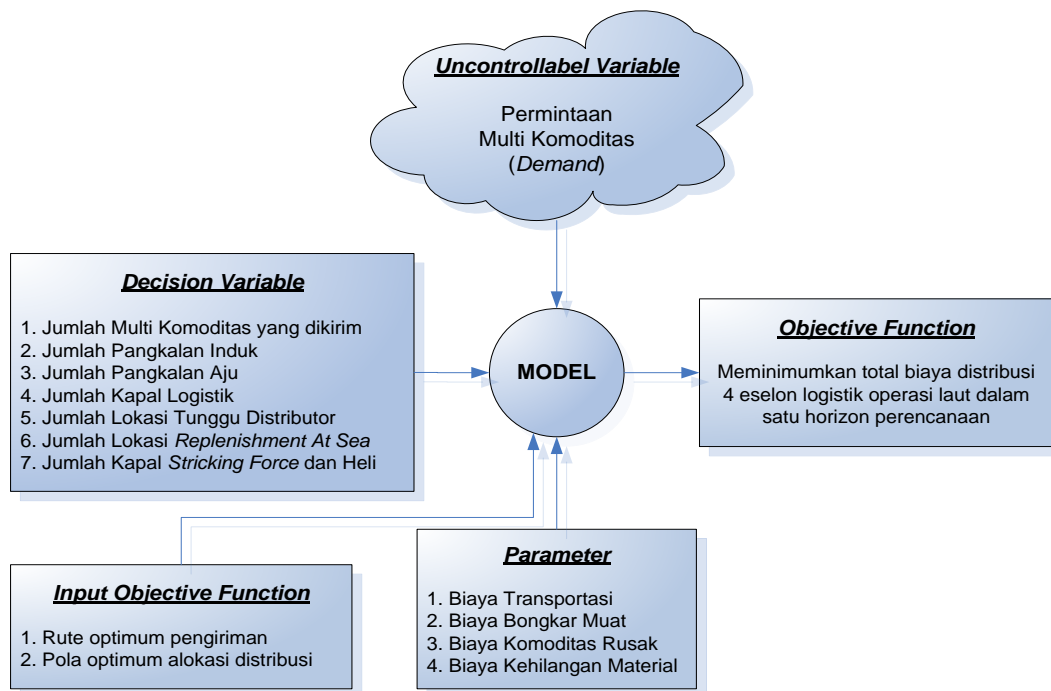 Uncontrollabel Variable
Permintaan
Multi Komoditas
(Demand)
Decision Variable
1. Jumlah Multi Komoditas yang dikirim
2. Jumlah Pangkalan Induk
3. Jumlah Pangkalan Aju
4. Jumlah Kapal Logistik
5. Jumlah Lokasi Tunggu Distributor
6. Jumlah Lokasi Replenishment At Sea
7. Jumlah Kapal Stricking Force dan Heli
MODEL
Objective Function
Meminimumkan total biaya distribusi
4 eselon logistik operasi laut dalam
satu horizon perencanaan
Input Objective Function
1. Rute optimum pengiriman
2. Pola optimum alokasi distribusi
Parameter
1. Biaya Transportasi
2. Biaya Bongkar Muat
3. Biaya Komoditas Rusak
4. Biaya Kehilangan Material